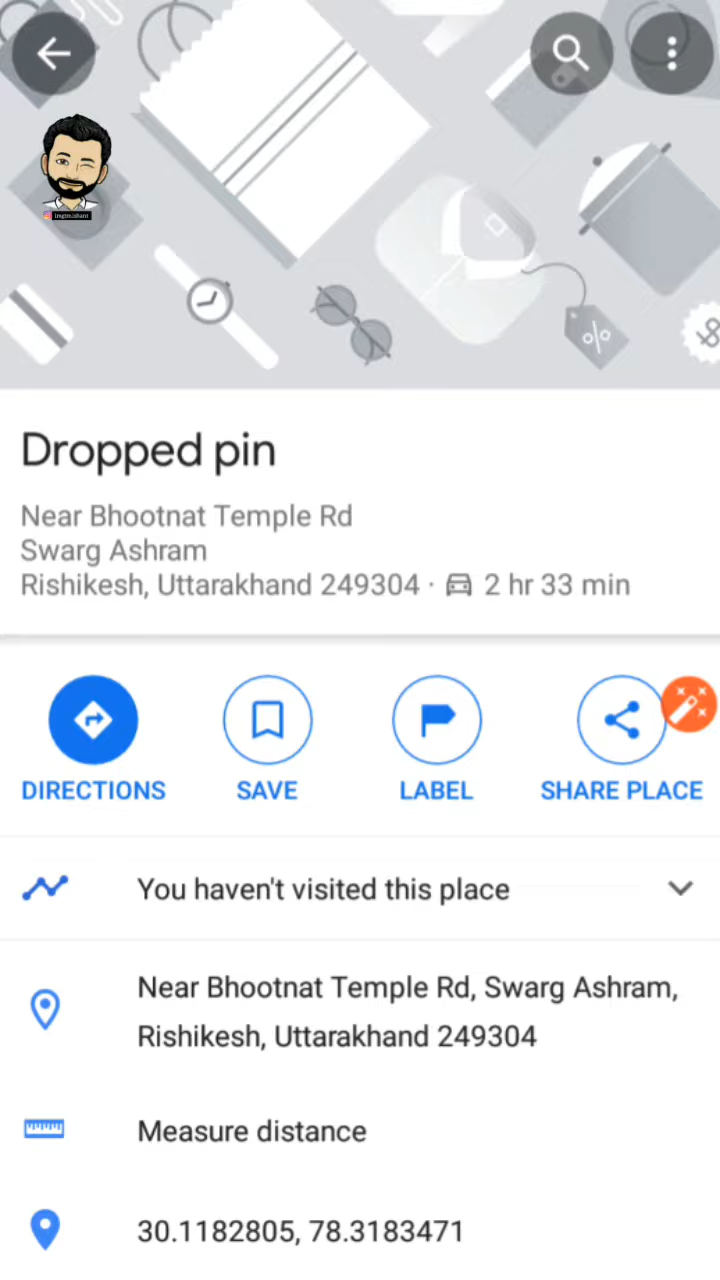 imgtmishant
Dropped pin
Near Bhootnat Temple Rd
Swarg Ashram
Rishikesh, Uttarakhand 249304 · 2 hr 33 min
DIRECTIONS
SAVE
LABEL
SHARE PLACE
You haven't visited this place
Near Bhootnat Temple Rd, Swarg Ashram,
Rishikesh, Uttarakhand 249304
Measure distance
30.1182805, 78.3183471